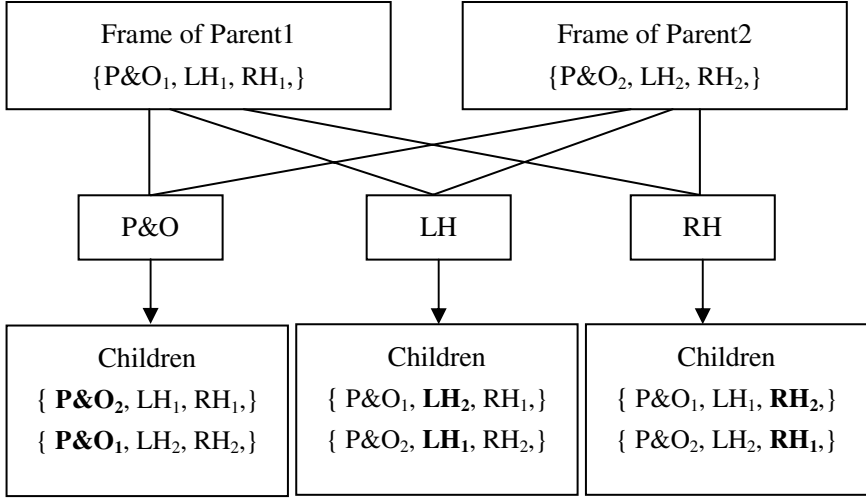 Frame of Parent1
{P&O₁, LH₁, RH₁,}
Frame of Parent2
{P&O₂, LH₂, RH₂,}
P&O
LH
RH
Children
{ P&O₂, LH₁, RH₁,}
{ P&O₁, LH₂, RH₂,}
Children
{ P&O₁, LH₂, RH₁,}
{ P&O₂, LH₁, RH₂,}
Children
{ P&O₁, LH₁, RH₂,}
{ P&O₂, LH₂, RH₁,}